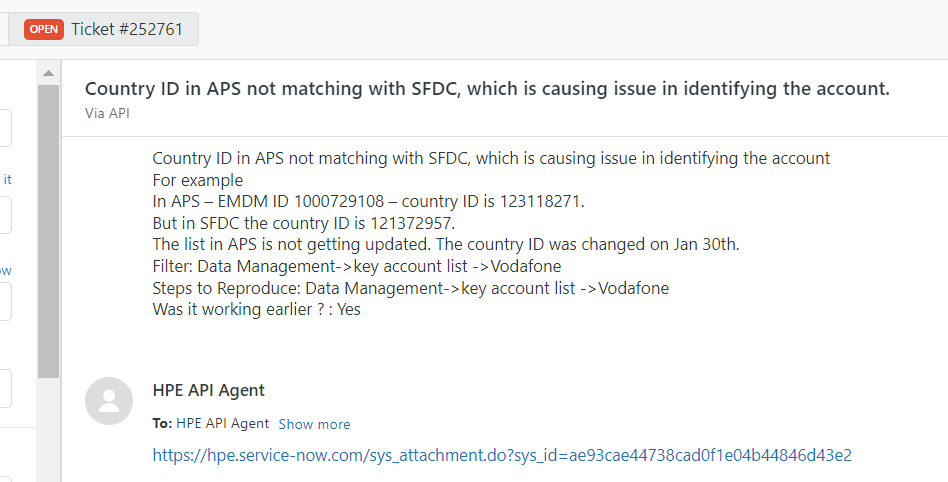 OPEN Ticket #252761
Country ID in APS not matching with SFDC, which is causing issue in identifying the account.
Via API
Country ID in APS not matching with SFDC, which is causing issue in identifying the account
For example
it
In APS – EMDM ID 1000729108 – country ID is 123118271.
But in SFDC the country ID is 121372957.
The list in APS is not getting updated. The country ID was changed on Jan 30th.
Filter: Data Management->key account list ->Vodafone
ow
Steps to Reproduce: Data Management->key account list ->Vodafone
Was it working earlier ? : Yes
HPE API Agent
To: HPE API Agent Show more
https://hpe.service-now.com/sys_attachment.do?sys_id=ae93cae44738cad0f1e04b44846d43e2